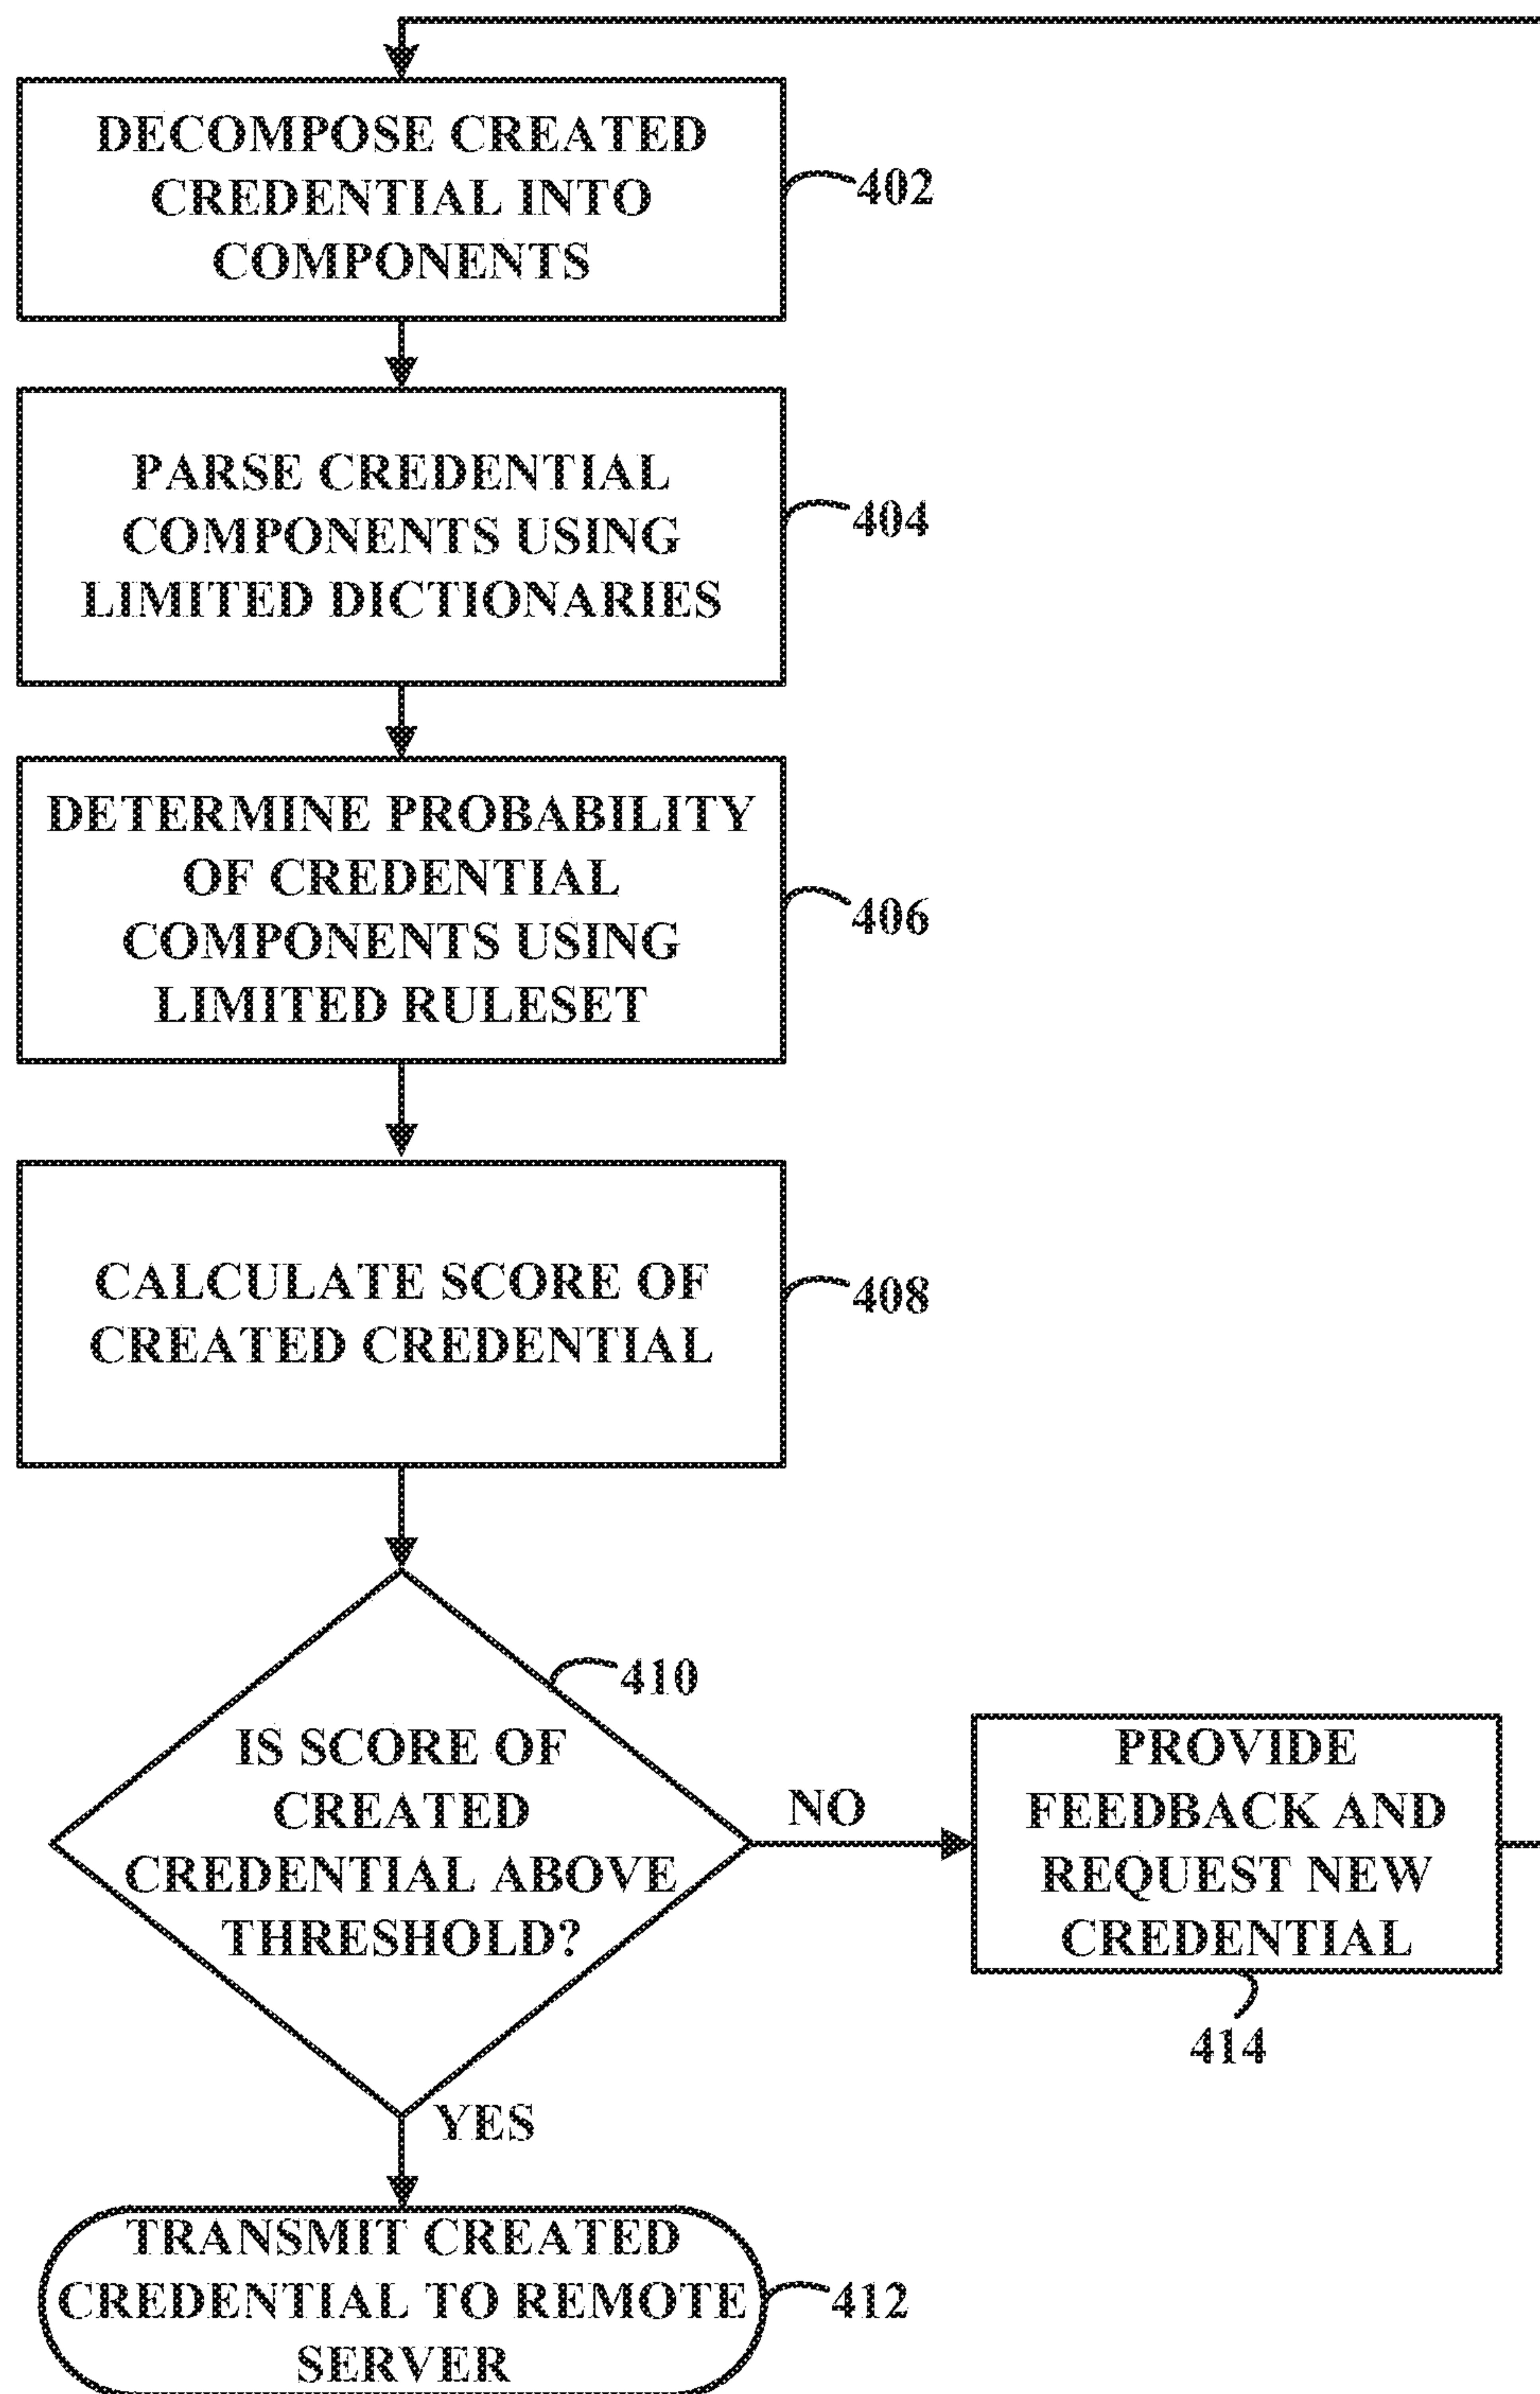 DECOMPOSE CREATED
CREDENTIAL INTO
COMPONENTS
402
PARSE CREDENTIAL
COMPONENTS USING
LIMITED DICTIONARIES
404
DETERMINE PROBABILITY
OF CREDENTIAL
COMPONENTS USING
LIMITED RULESET
406
CALCULATE SCORE OF
CREATED CREDENTIAL
408
410
IS SCORE OF
CREATED
CREDENTIAL ABOVE
THRESHOLD?
NO
PROVIDE
FEEDBACK AND
REQUEST NEW
CREDENTIAL
414
YES
TRANSMIT CREATED
CREDENTIAL TO REMOTE
SERVER
412